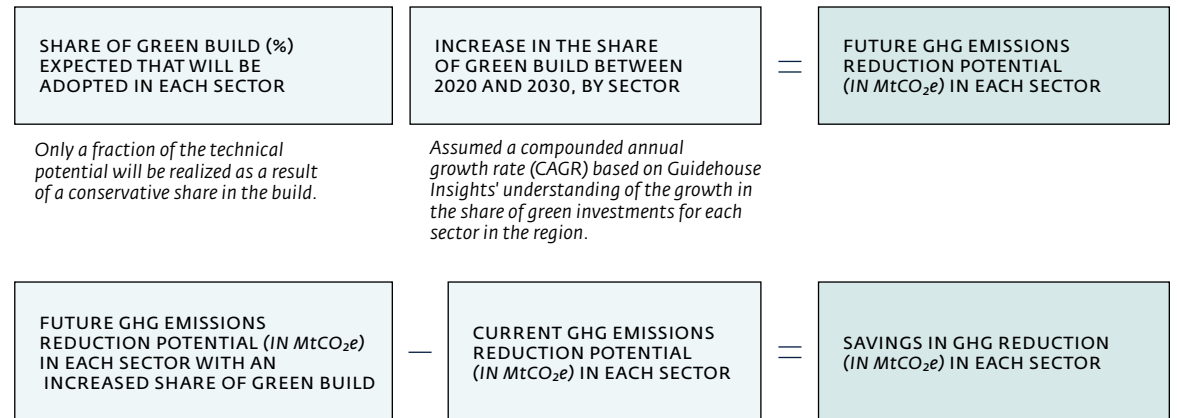 SHARE OF GREEN BUILD (%)
EXPECTED THAT WILL BE
ADOPTED IN EACH SECTOR
INCREASE IN THE SHARE
OF GREEN BUILD BETWEEN
2020 AND 2030, BY SECTOR
=
FUTURE GHG EMISSIONS
REDUCTION POTENTIAL
(IN MtCO₂e) IN EACH SECTOR
Only a fraction of the technical
potential will be realized as a result
of a conservative share in the build.
Assumed a compounded annual
growth rate (CAGR) based on Guidehouse
Insights' understanding of the growth in
the share of green investments for each
sector in the region.
FUTURE GHG EMISSIONS
REDUCTION POTENTIAL (IN MtCO₂e)
IN EACH SECTOR WITH AN
INCREASED SHARE OF GREEN BUILD
—
CURRENT GHG EMISSIONS
REDUCTION POTENTIAL
(IN MtCO₂e) IN EACH SECTOR
=
SAVINGS IN GHG REDUCTION
(IN MtCO₂e) IN EACH SECTOR